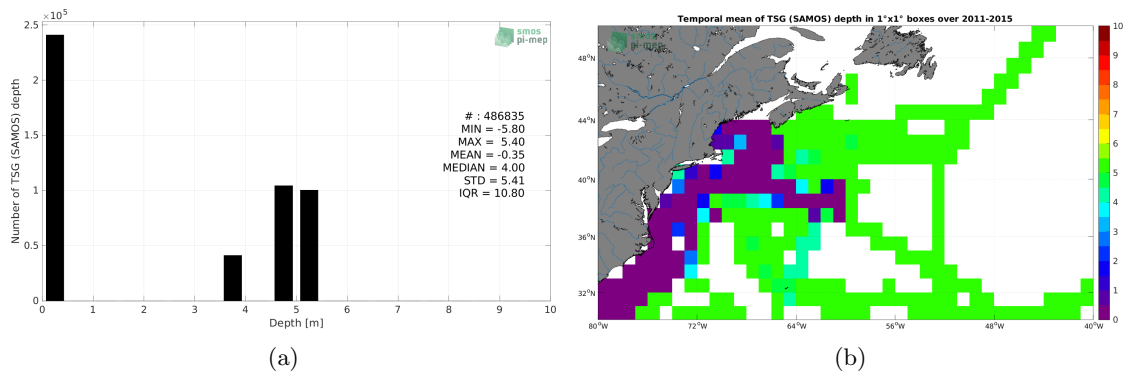 ×10⁵
2.5
2
1.5
1
0.5
0
Number of TSG (SAMOS) depth
smos
pi-mep
# : 486835
MIN = -5.80
MAX = 5.40
MEAN = -0.35
MEDIAN = 4.00
STD = 5.41
IQR = 10.80
0 1 2 3 4 5 6 7 8 9 10
Depth [m]
(a)
Temporal mean of TSG (SAMOS) depth in 1°x1° boxes over 2011-2015
smos
pi-mep
48°N
44°N
40°N
36°N
32°N
80°W 72°W 64°W 56°W 48°W 40°W
10
9
8
7
6
5
4
3
2
1
0
(b)